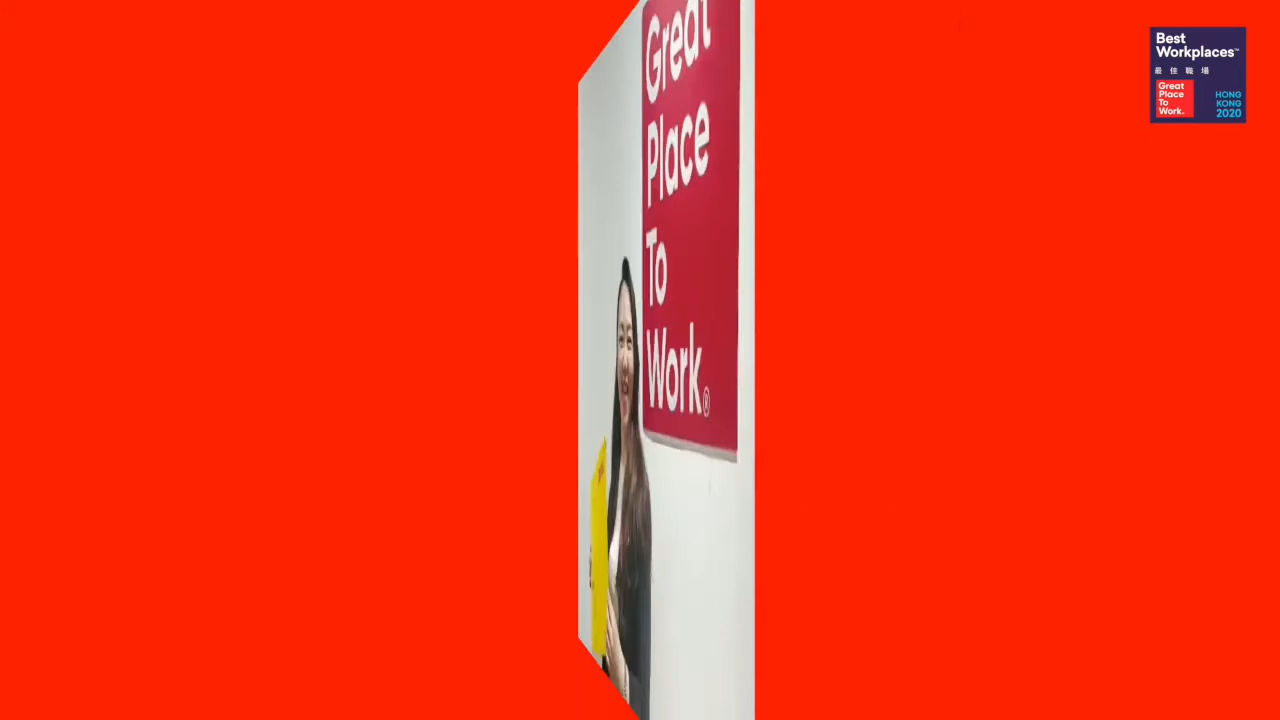 Great
Place
To
Work®
Best
Workplaces™
最佳職場
Great
Place
To
Work.
HONG
KONG
2020